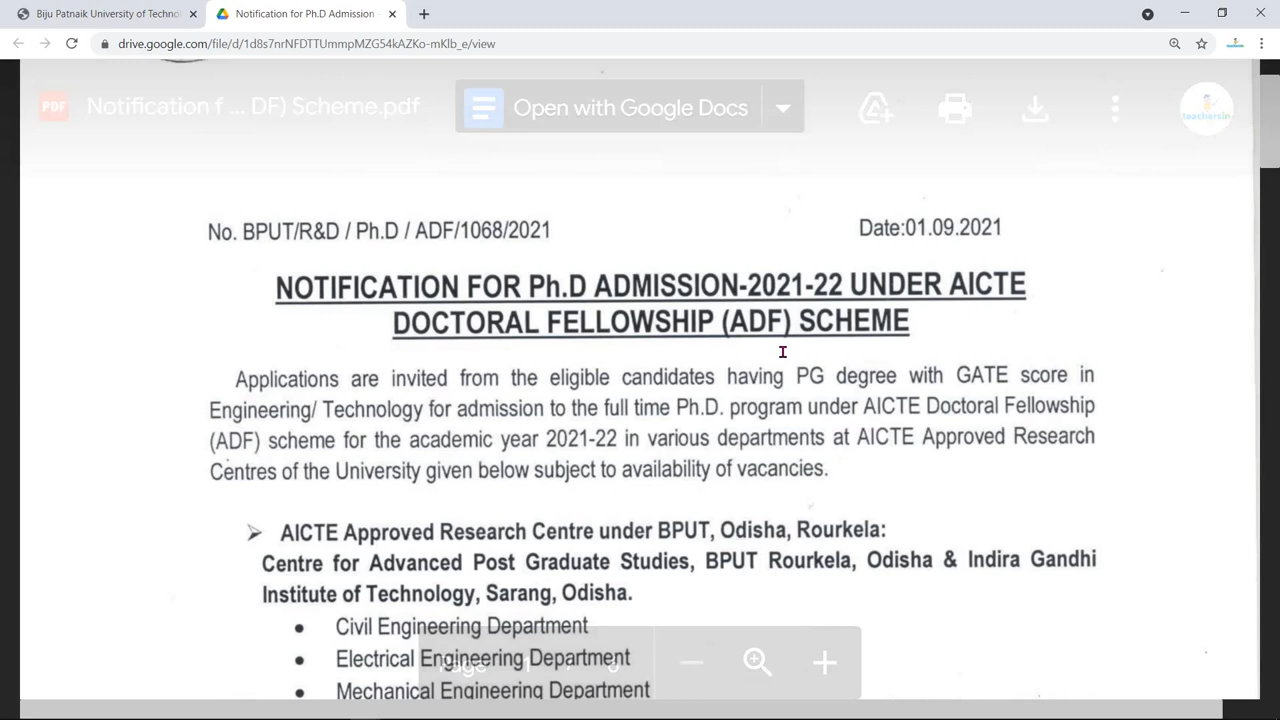 Biju Patnaik University of Techno
Notification for Ph.D Admission -
drive.google.com/file/d/1d8s7nrNFDTTUmmpMZG54kAZKo-mKlb_e/view
PDF
Notification f ... DF) Scheme.pdf
Open with Google Docs
teachersin
No. BPUT/R&D / Ph.D / ADF/1068/2021
Date:01.09.2021
NOTIFICATION FOR Ph.D ADMISSION-2021-22 UNDER AICTE
DOCTORAL FELLOWSHIP (ADF) SCHEME
Applications are invited from the eligible candidates having PG degree with GATE score in
Engineering/ Technology for admission to the full time Ph.D. program under AICTE Doctoral Fellowship
(ADF) scheme for the academic year 2021-22 in various departments at AICTE Approved Research
Centres of the University given below subject to availability of vacancies.
➢ AICTE Approved Research Centre under BPUT, Odisha, Rourkela:
Centre for Advanced Post Graduate Studies, BPUT Rourkela, Odisha & Indira Gandhi
Institute of Technology, Sarang, Odisha.
• Civil Engineering Department
• Electrical Engineering Department
Page 1 /
• Mechanical Engineering Department